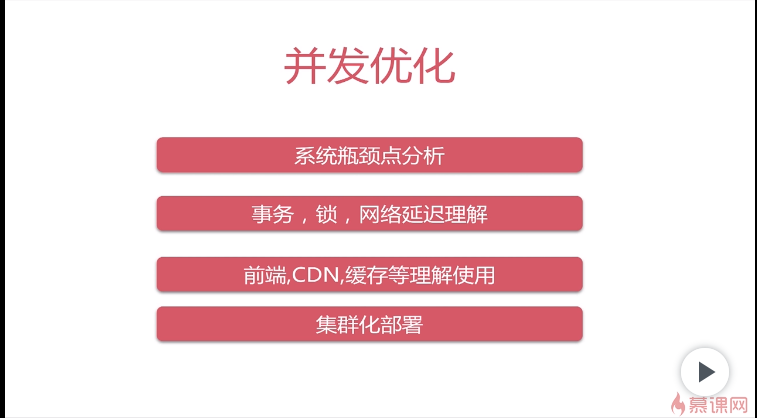 并发优化
系统瓶颈点分析
事务，锁，网络延迟理解
前端,CDN,缓存等理解使用
集群化部署
慕课网